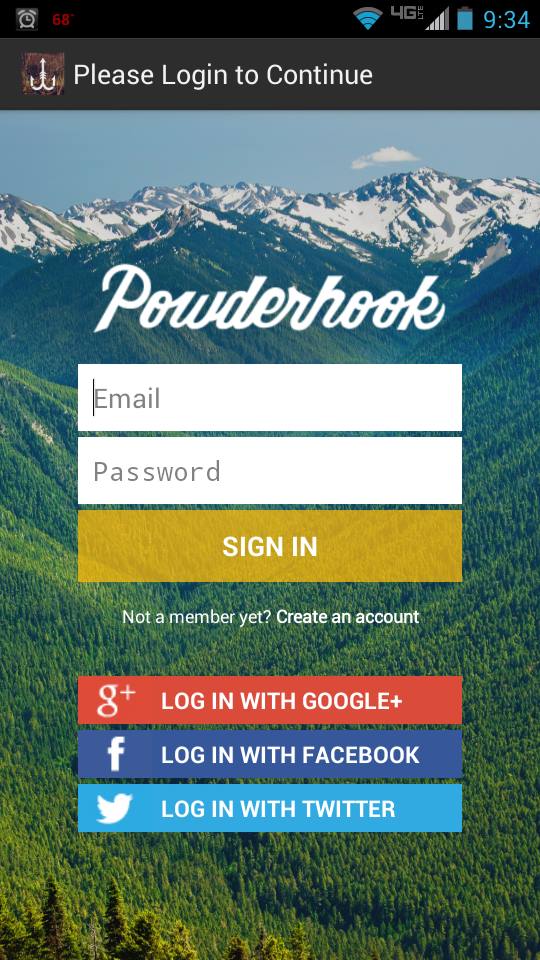 68°
4G LTE
9:34
Please Login to Continue
Powderhook
Email
Password
SIGN IN
Not a member yet? Create an account
g+ LOG IN WITH GOOGLE+
f LOG IN WITH FACEBOOK
LOG IN WITH TWITTER